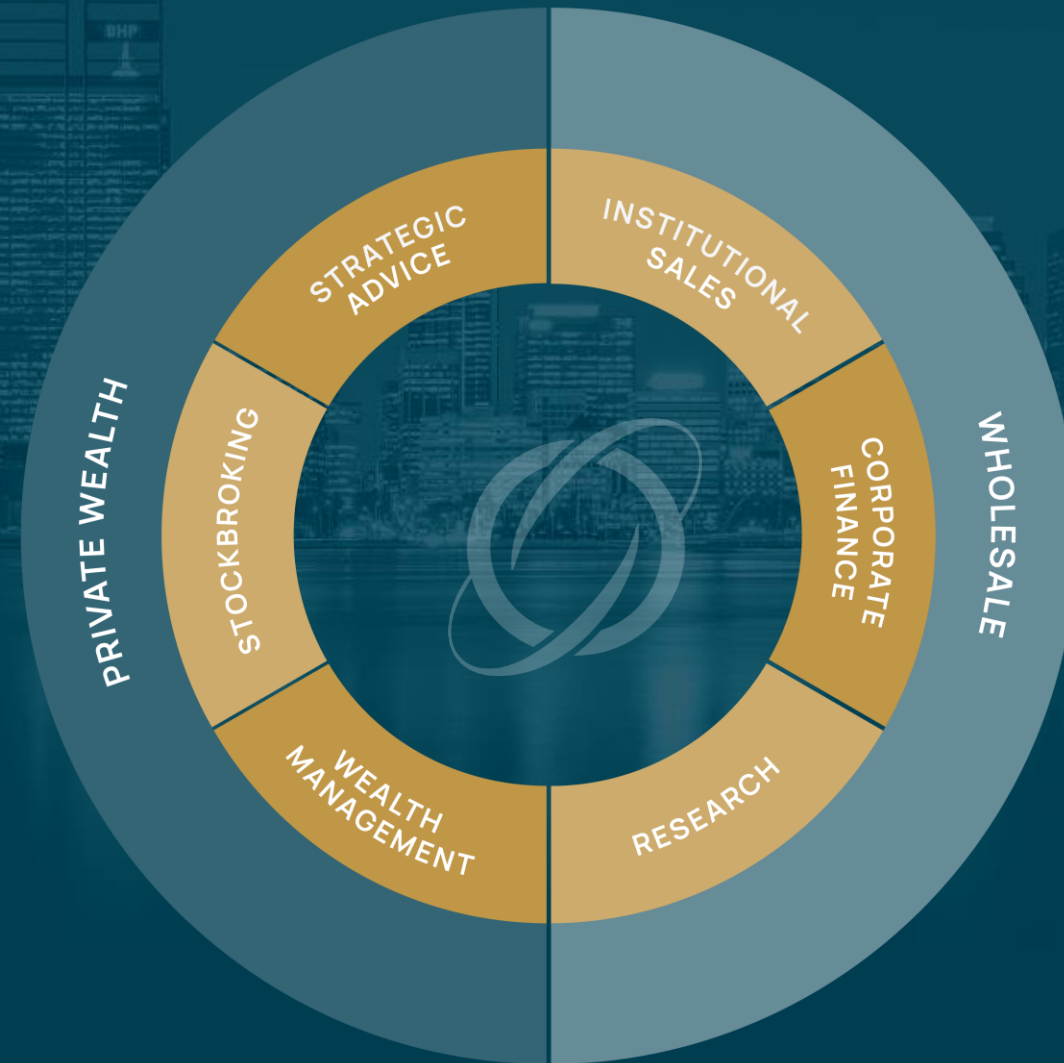 BHP
STRATEGIC
ADVICE
INSTITUTIONAL
SALES
PRIVATE WEALTH
STOCKBROKING
CORPORATE
FINANCE
WHOLESALE
WEALTH
MANAGEMENT
RESEARCH